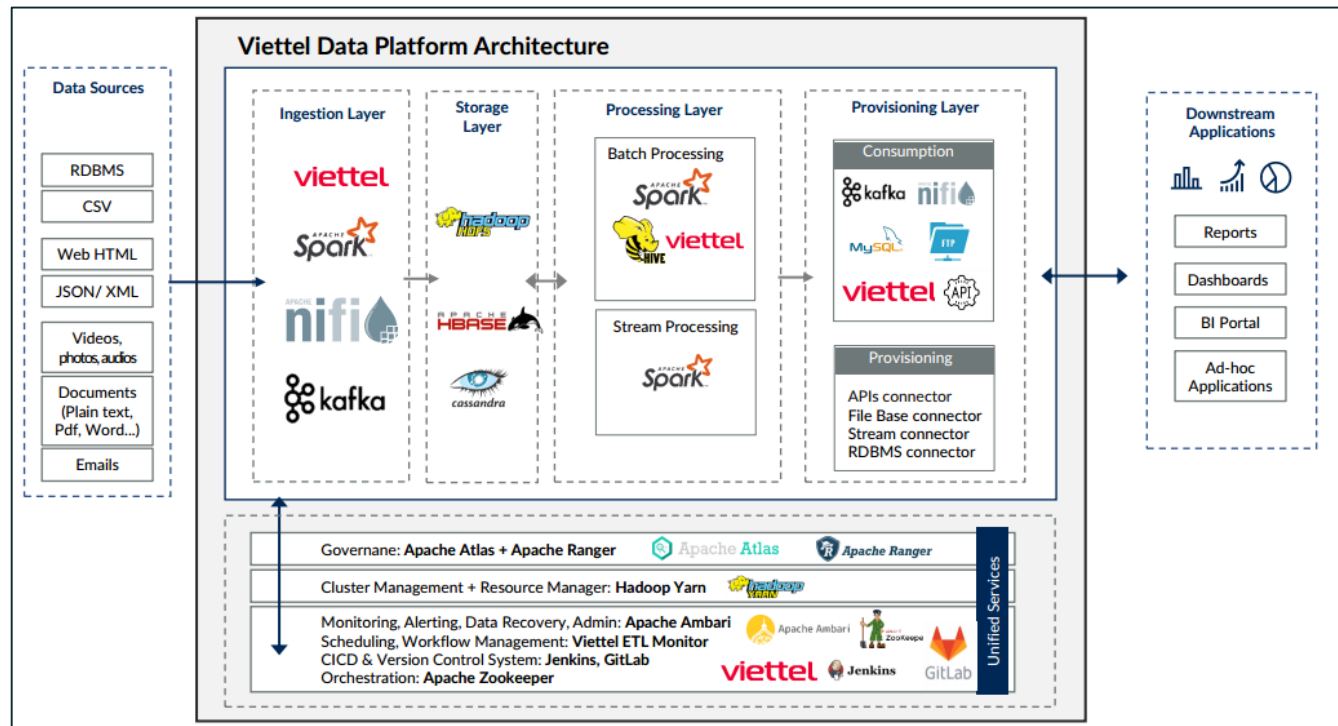 Viettel Data Platform Architecture
Data Sources
RDBMS
CSV
Web HTML
JSON/ XML
Videos,
photos, audios
Documents
(Plain text,
Pdf, Word...)
Emails
Ingestion Layer
viettel
APACHE
Spark
APACHE
nifi
kafka
Storage
Layer
hadoop
HDFS
APACHE
HBASE
cassandra
Processing Layer
Batch Processing
APACHE
Spark
HIVE
viettel
Stream Processing
APACHE
Spark
Provisioning Layer
Consumption
kafka
nifi
MySQL
FTP
viettel
API
Provisioning
APIs connector
File Base connector
Stream connector
RDBMS connector
Downstream
Applications
Reports
Dashboards
BI Portal
Ad-hoc
Applications
Governane: Apache Atlas + Apache Ranger
Apache Atlas
R
Apache Ranger
Cluster Management + Resource Manager: Hadoop Yarn
hadoop
YARN
Monitoring, Alerting, Data Recovery, Admin: Apache Ambari
Scheduling, Workflow Management: Viettel ETL Monitor
CICD & Version Control System: Jenkins, GitLab
Orchestration: Apache Zookeeper
Apache Ambari
ZooKeepe
viettel
Jenkins
GitLab
Unified Services